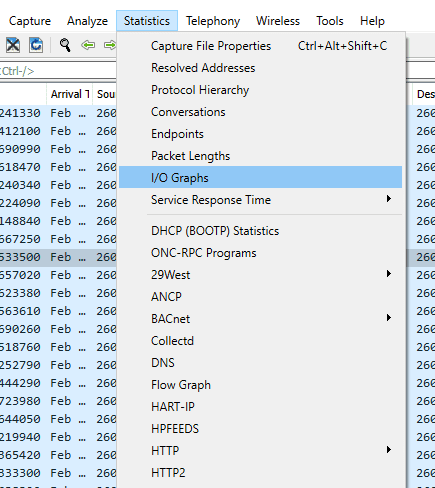 Capture Analyze Statistics Telephony Wireless Tools Help
Ctrl-/>
Capture File Properties Ctrl+Alt+Shift+C
Resolved Addresses
Arrival T Sou Protocol Hierarchy Des
241330 Feb … 260 Conversations 260
412100 Feb … 260 Endpoints 260
690990 Feb … 260 Packet Lengths 260
618470 Feb … 260 I/O Graphs 260
240340 Feb … 260 Service Response Time 260
224090 Feb … 260 260
148840 Feb … 260 DHCP (BOOTP) Statistics 260
667250 Feb … 260 ONC-RPC Programs 260
533500 Feb … 260 260
657020 Feb … 260 29West 260
623380 Feb … 260 ANCP 260
563610 Feb … 260 BACnet 260
690260 Feb … 260 Collectd 260
518760 Feb … 260 260
252790 Feb … 260 DNS 260
444290 Feb … 260 Flow Graph 260
723980 Feb … 260 HART-IP 260
644050 Feb … 260 HPFEEDS 260
219940 Feb … 260 260
365420 Feb … 260 HTTP 260
333300 Feb … 260 HTTP2 260